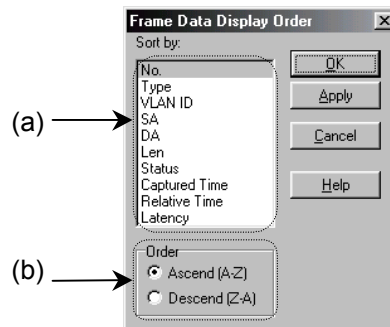 Frame Data Display Order
Sort by:
No.
Type
VLAN ID
SA
DA
Len
Status
Captured Time
Relative Time
Latency
OK
Apply
Cancel
Help
(a)
Order
Ascend (A-Z)
Descend (Z-A)
(b)